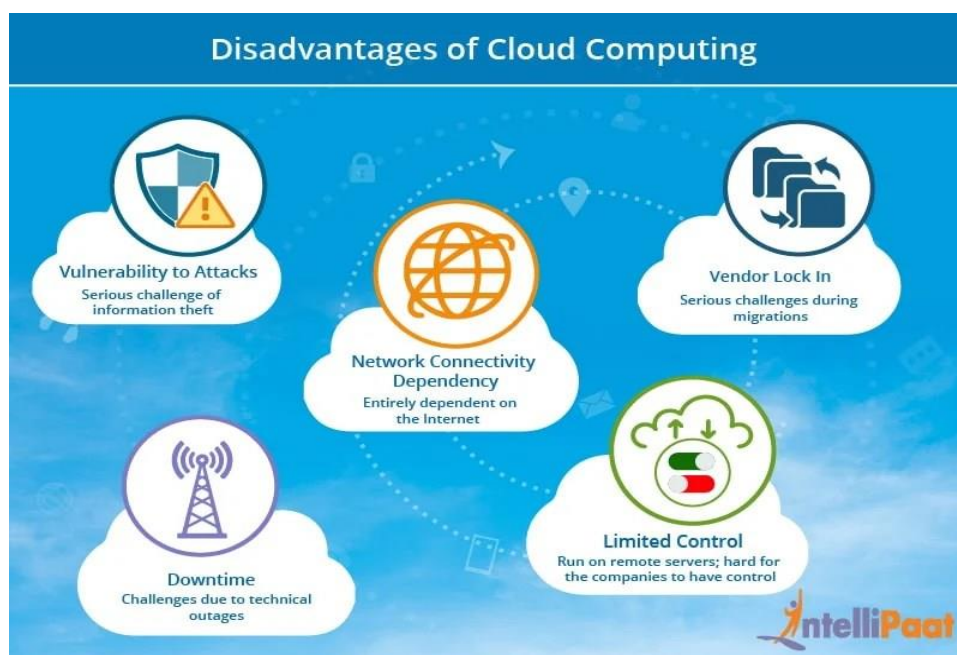 Disadvantages of Cloud Computing
Vulnerability to Attacks
Serious challenge of
information theft
Network Connectivity
Dependency
Entirely dependent on
the Internet
Vendor Lock In
Serious challenges during
migrations
Downtime
Challenges due to technical
outages
Limited Control
Run on remote servers; hard for
the companies to have control
IntelliPaat